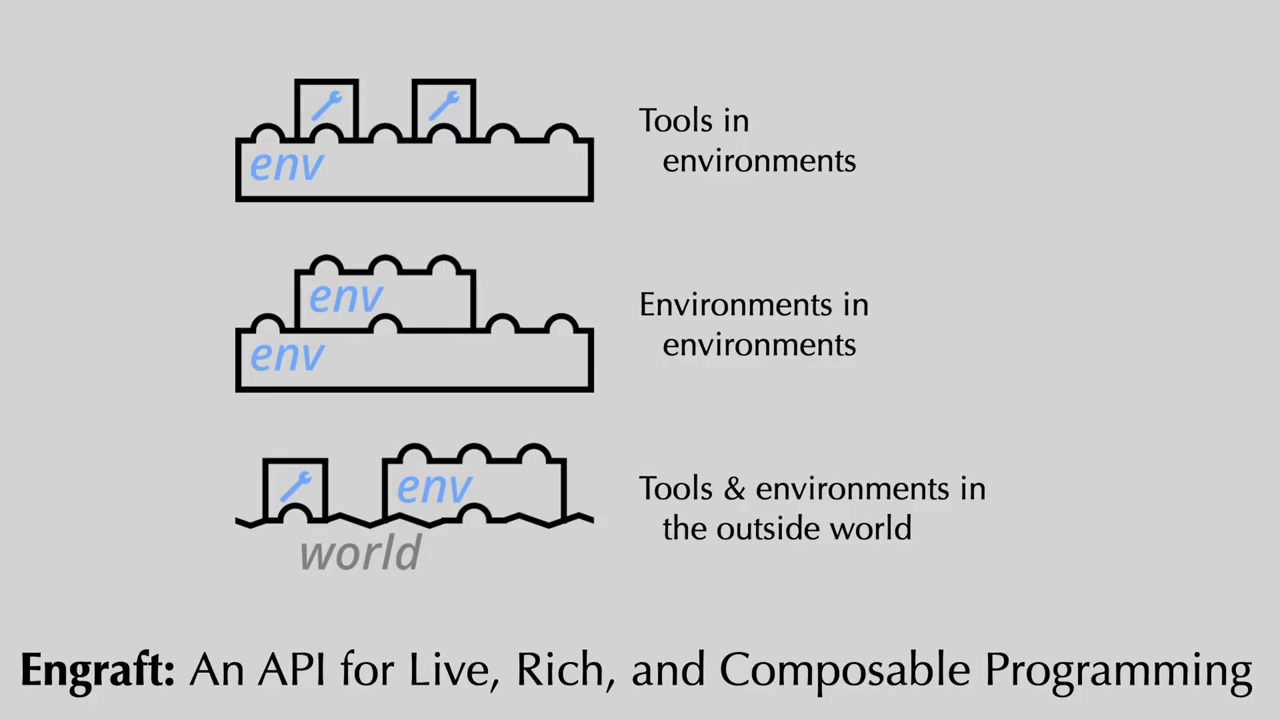 env
Tools in
environments
env
env
Environments in
environments
env
world
Tools & environments in
the outside world
Engraft: An API for Live, Rich, and Composable Programming